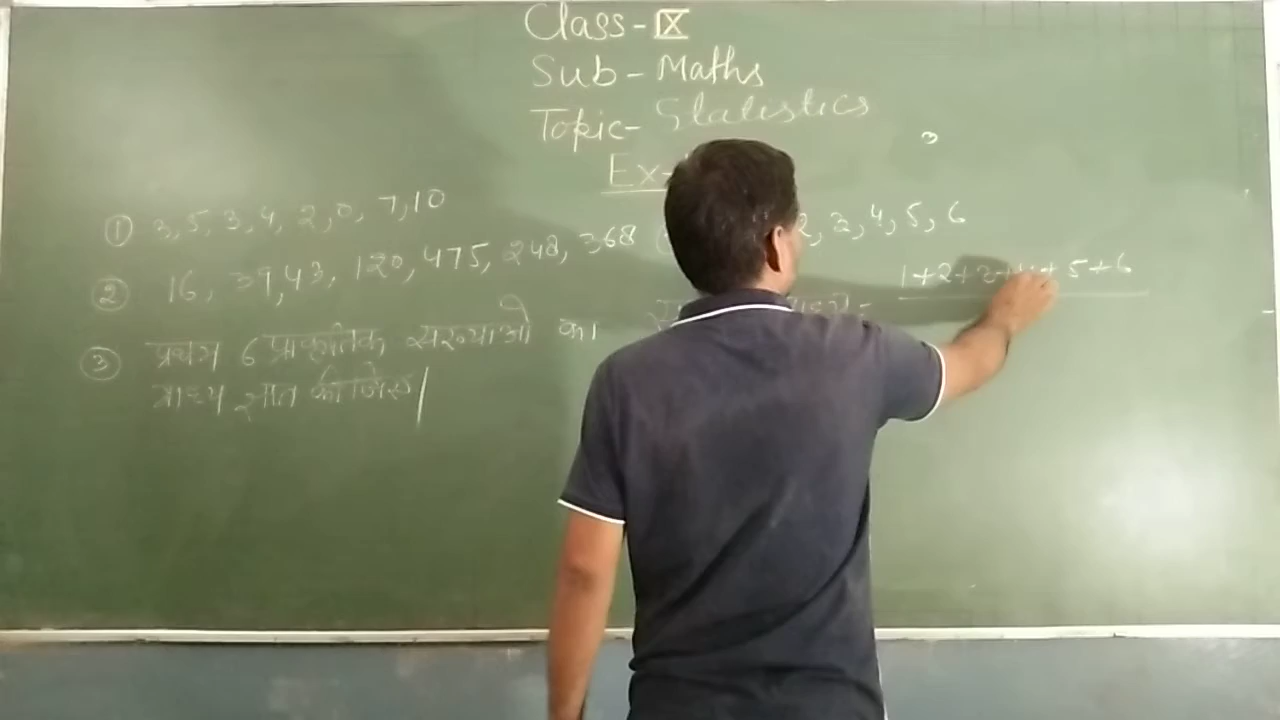 Class - IX
Sub - Maths
Topic - Statistics
Ex-
① 3, 5, 3, 4, 2, 0, 7, 10
② 16, 39, 43, 120, 475, 248, 368
③ प्रथम 6 प्राकृतिक संख्याओ का
माध्य ज्ञात कीजिए|
2, 3, 4, 5, 6
1+2+3+4+5+6